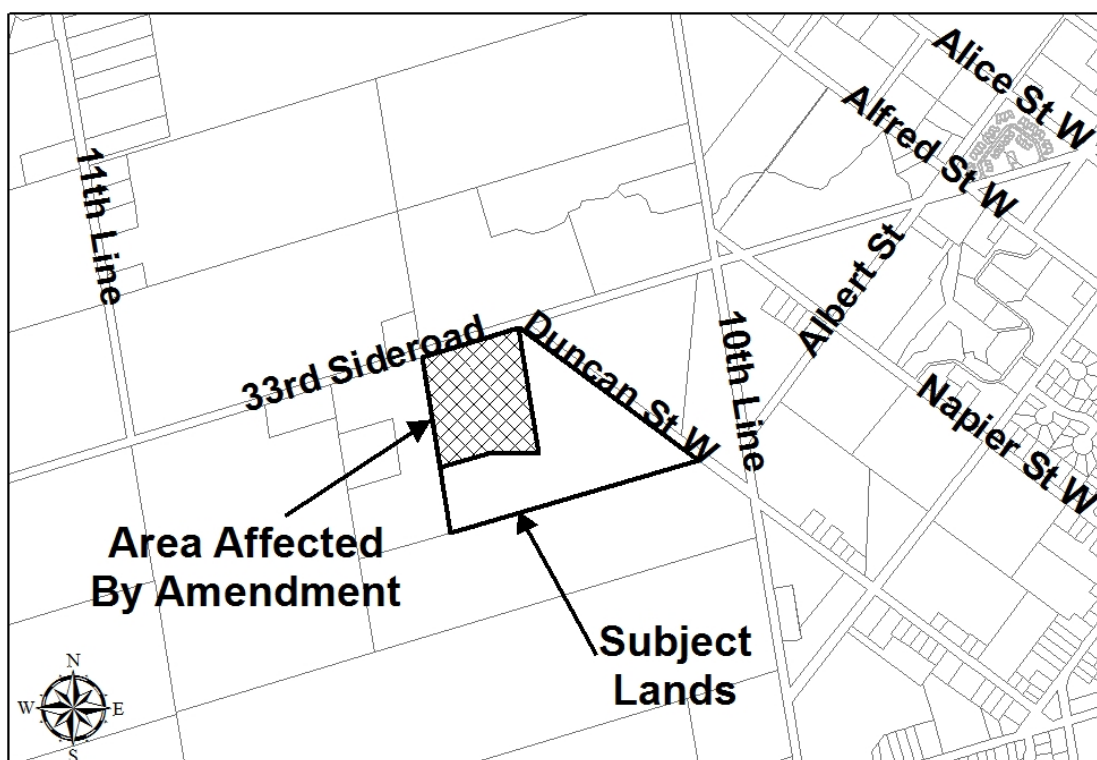 Alice St W
Alfred St W
11th Line
Albert St
33rd Sideroad
Duncan St W
10th Line
Napier St W
Area Affected
By Amendment
Subject
Lands
N
W
E
S